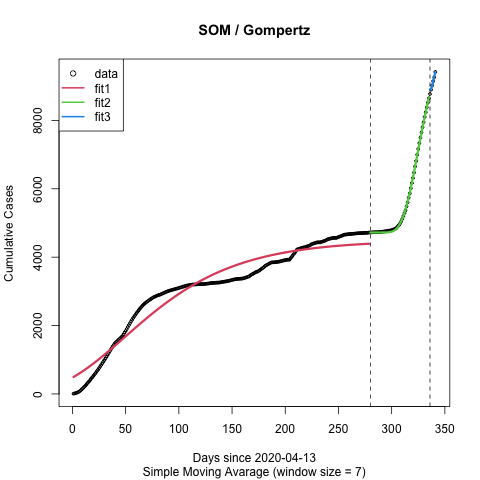 SOM / Gompertz
data
fit1
fit2
fit3
Cumulative Cases
0
2000
4000
6000
8000
0 50 100 150 200 250 300 350
Days since 2020-04-13
Simple Moving Avarage (window size = 7)